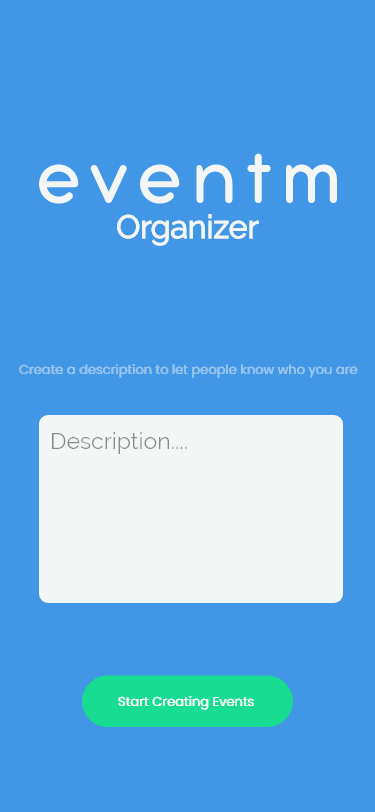 eventm
Organizer
Create a description to let people know who you are
Description....
Start Creating Events